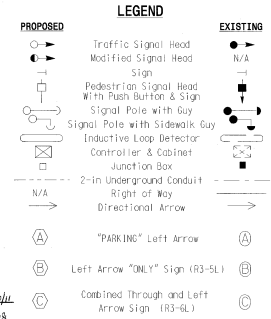 LEGEND
PROPOSED EXISTING
Traffic Signal Head
Modified Signal Head N/A
Sign
Pedestrian Signal Head
With Push Button & Sign
Signal Pole with Guy
Signal Pole with Sidewalk Guy
Inductive Loop Detector
Controller & Cabinet
Junction Box
2-in Underground Conduit
N/A Right of Way
Directional Arrow
A "PARKING" Left Arrow A
B Left Arrow "ONLY" Sign (R3-5L) B
C Combined Through and Left C
Arrow Sign (R3-6L)